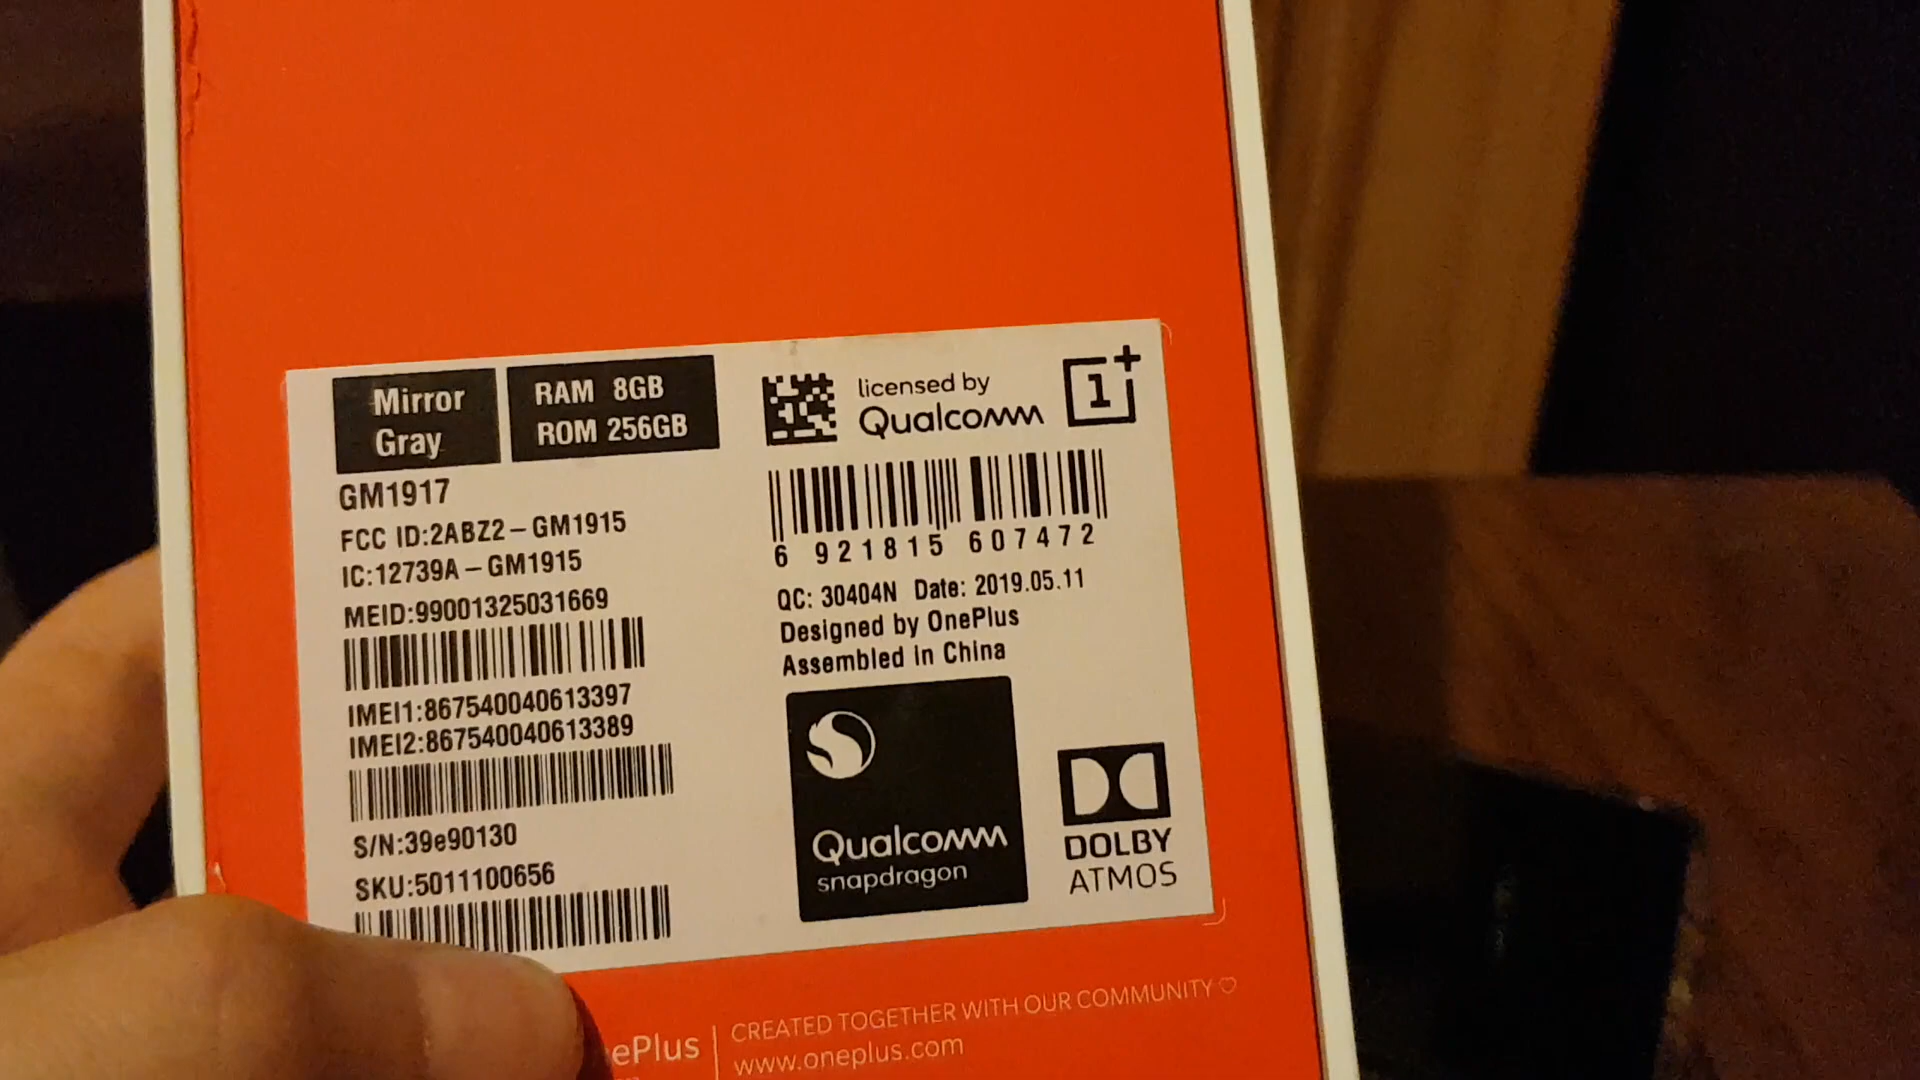 Mirror
Gray
RAM 8GB
ROM 256GB
GM1917
FCC ID:2ABZ2-GM1915
IC:12739A-GM1915
MEID:99001325031669
IMEI1:867540040613397
IMEI2:867540040613389
S/N:39e90130
SKU:5011100656
licensed by
Qualcomm
1+
6 921815 607472
QC: 30404N Date: 2019.05.11
Designed by OnePlus
Assembled in China
Qualcomm
snapdragon
DOLBY
ATMOS
ePlus
CREATED TOGETHER WITH OUR COMMUNITY♡
www.oneplus.com